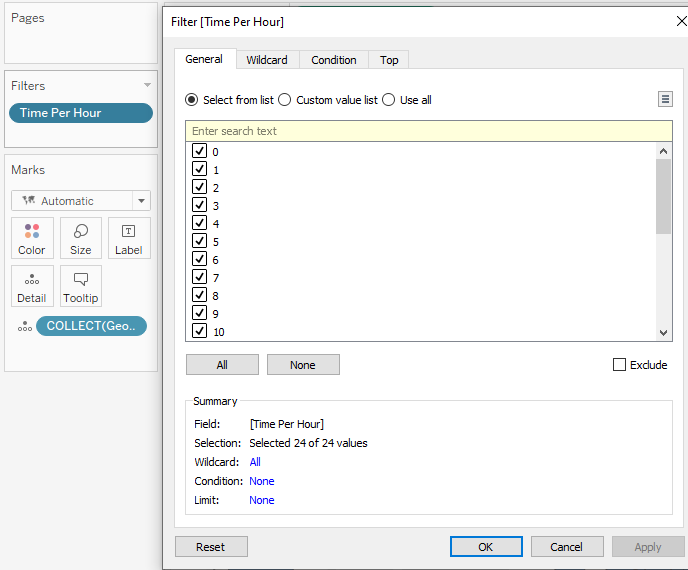 Pages
Filters
Time Per Hour
Marks
Automatic
Color Size Label
Detail Tooltip
COLLECT(Geo..
Filter [Time Per Hour]
General Wildcard Condition Top
Select from list Custom value list Use all
Enter search text
0
1
2
3
4
5
6
7
8
9
10
All None Exclude
Summary
Field: [Time Per Hour]
Selection: Selected 24 of 24 values
Wildcard: All
Condition: None
Limit: None
Reset OK Cancel Apply